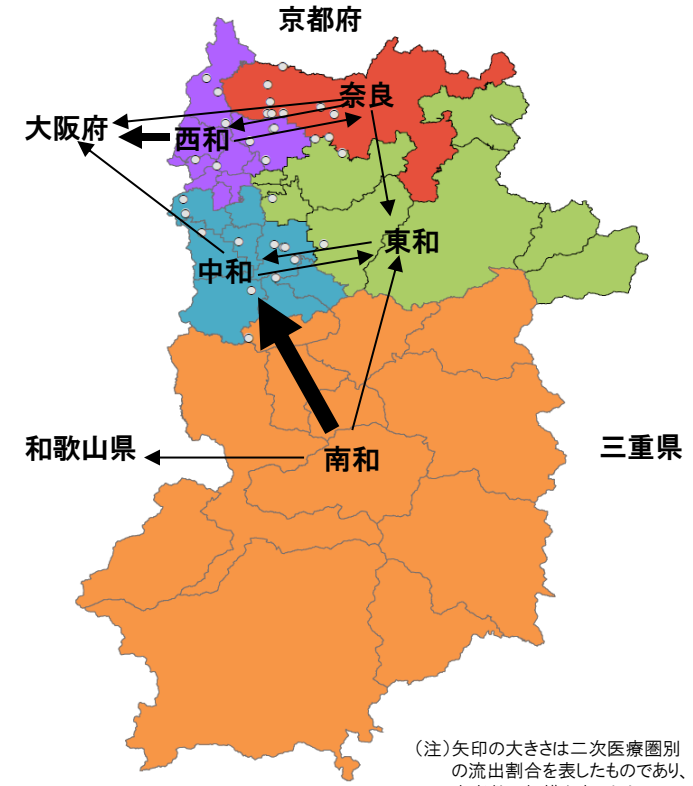 京都府
奈良
大阪府
西和
東和
中和
和歌山県
南和
三重県
（注）矢印の大きさは二次医療圏別
の流出割合を表したものであり、